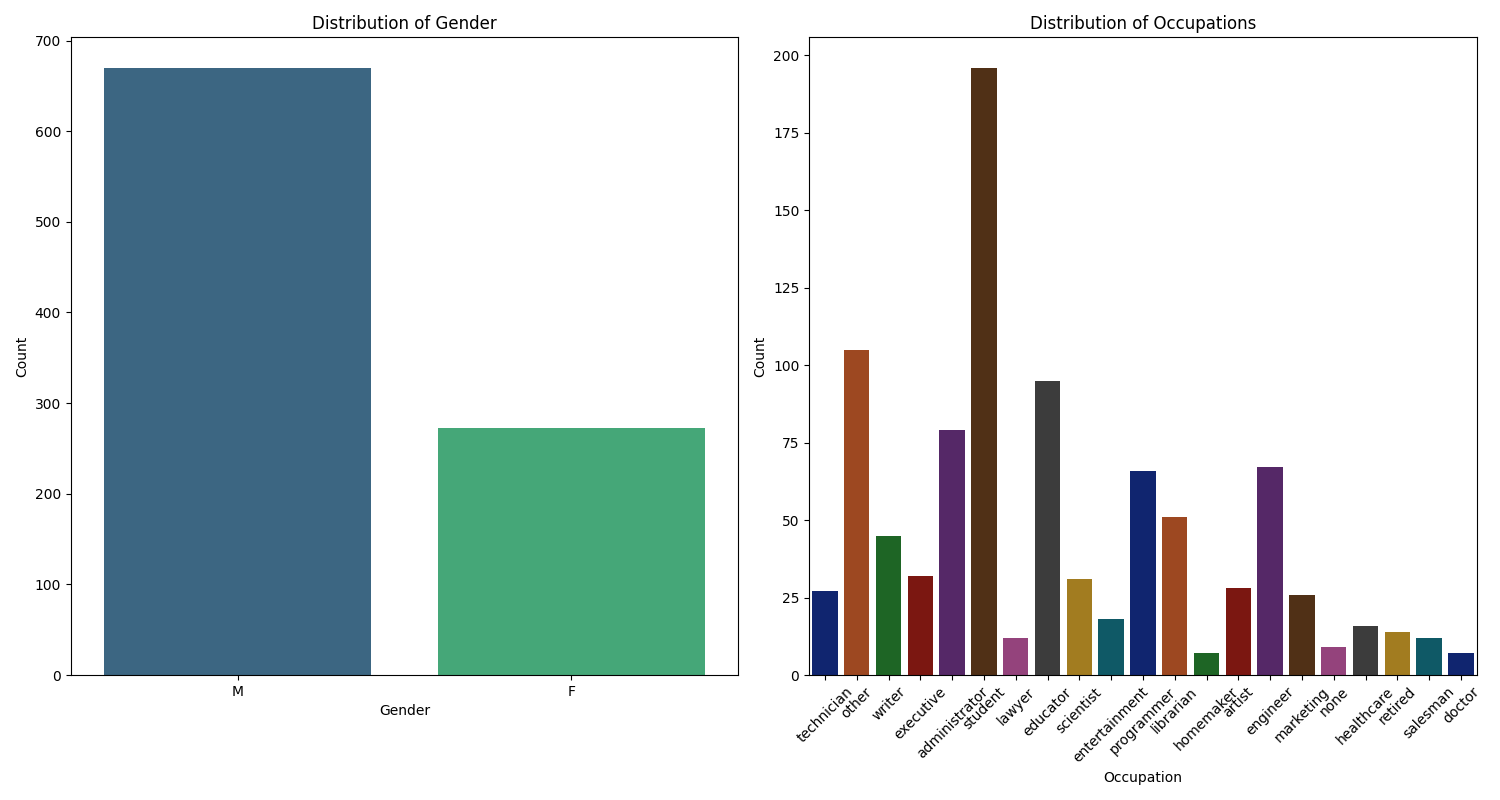 Distribution of Gender
700
600
500
400
300
200
100
0
Count
M
F
Gender
Distribution of Occupations
200
175
150
125
100
75
50
25
0
Count
technician
other
writer
executive
administrator
student
lawyer
educator
scientist
entertainment
programmer
librarian
homemaker
artist
engineer
marketing
none
healthcare
retired
salesman
doctor
Occupation